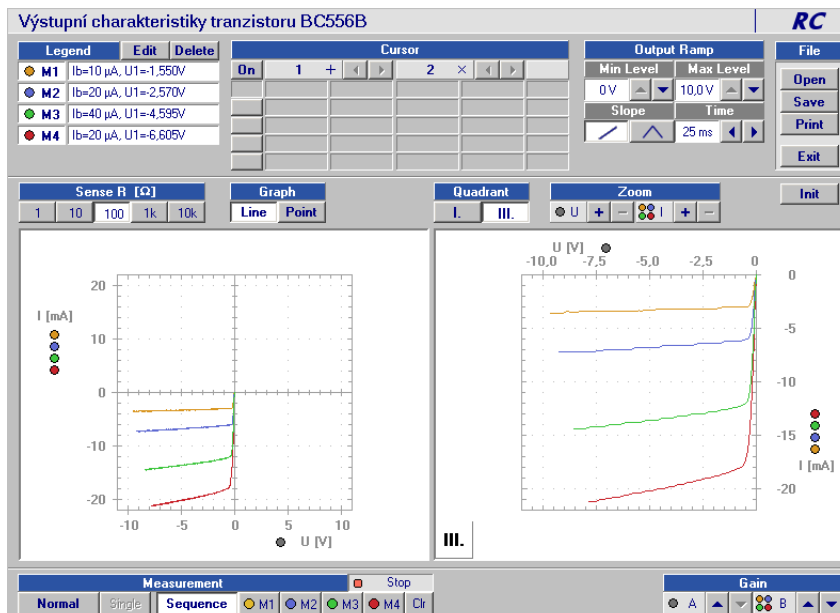 Výstupní charakteristiky tranzistoru BC556B
RC
Legend Edit Delete
M1 Ib=10 µA, U1=-1,550V
M2 Ib=20 µA, U1=-2,570V
M3 Ib=40 µA, U1=-4,595V
M4 Ib=20 µA, U1=-6,605V
Cursor
On 1 + 2 ×
Output Ramp
Min Level Max Level
0 V 10,0 V
Slope Time
25 ms
File
Open
Save
Print
Exit
Init
Sense R [Ω]
1 10 100 1k 10k
Graph
Line Point
Quadrant
I. III.
Zoom
U + − I + −
20
10
0
-10
-20
I [mA]
-10 -5 0 5 10
U [V]
U [V]
-10,0 -7,5 -5,0 -2,5 0
0
-5
-10
-15
-20
I [mA]
III.
Measurement
Stop
Normal Single Sequence M1 M2 M3 M4 Clr
Gain
A B